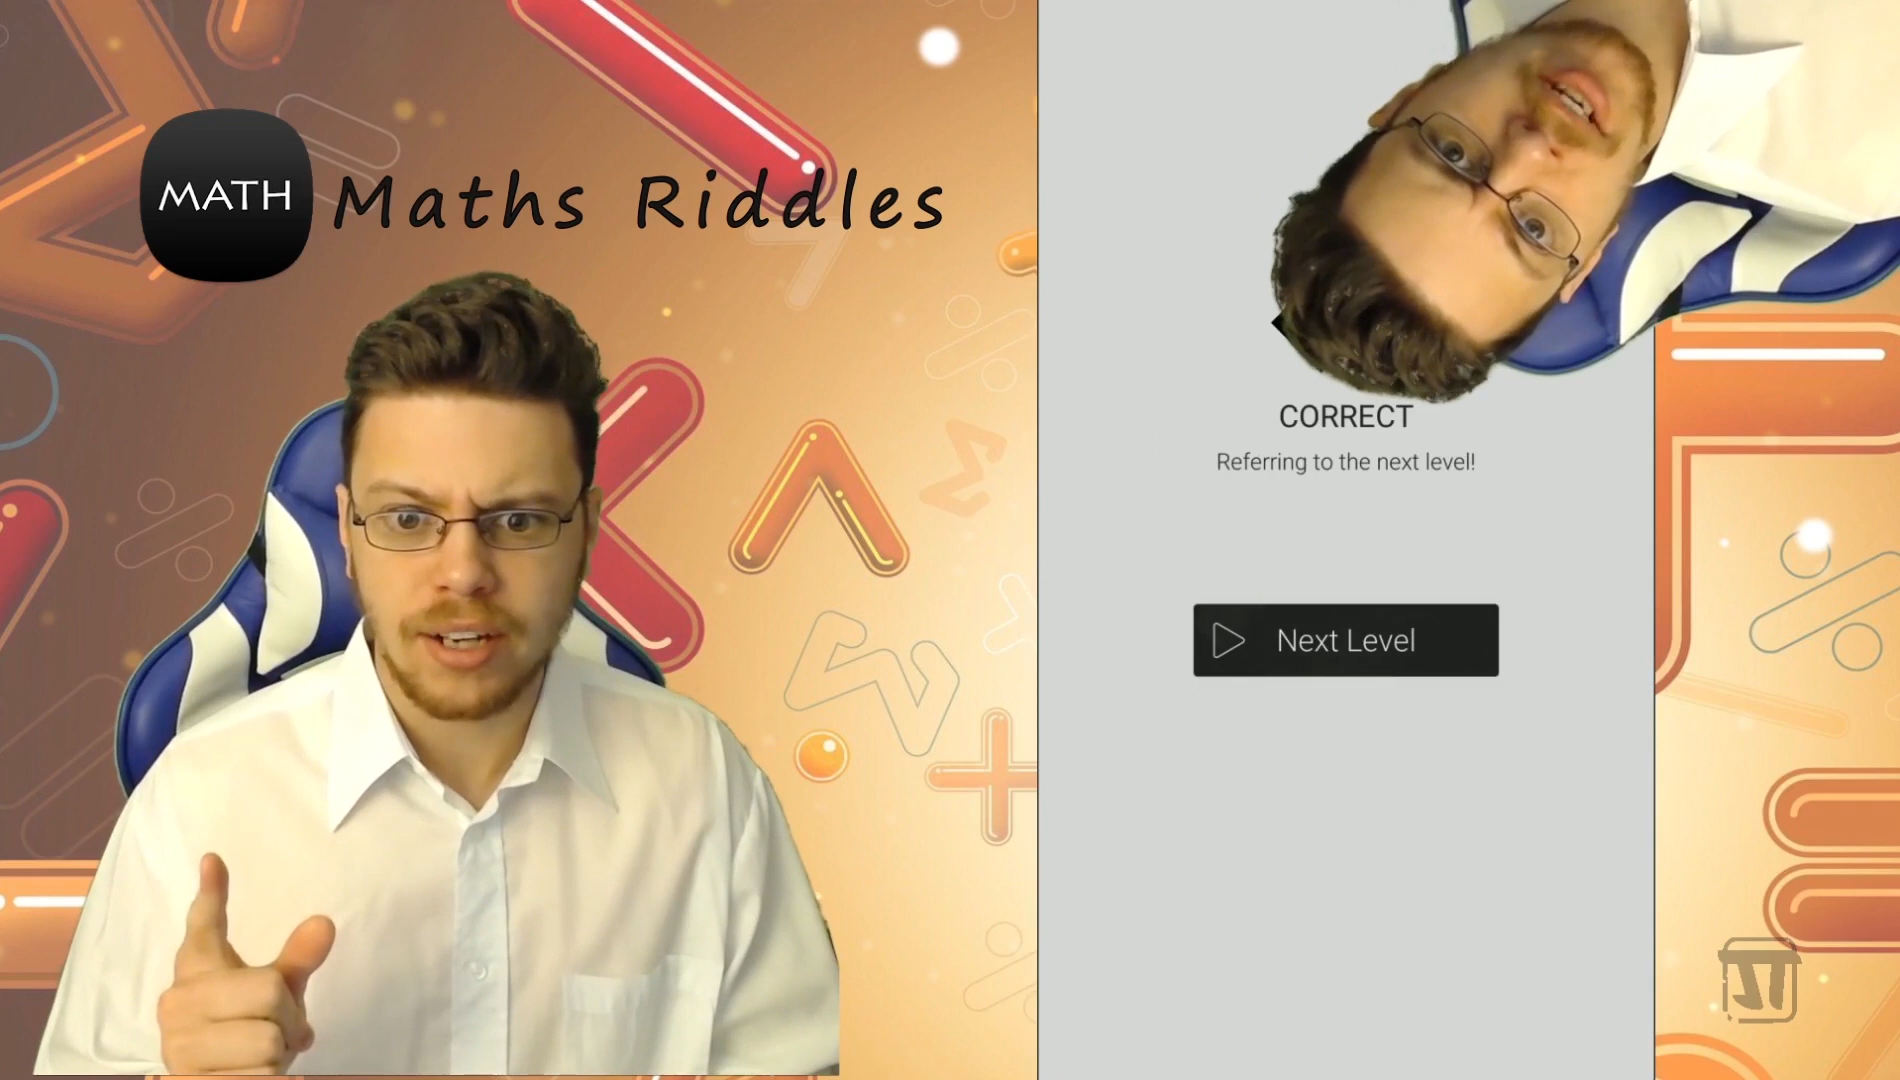 MATH
Maths Riddles
CORRECT
Referring to the next level!
Next Level